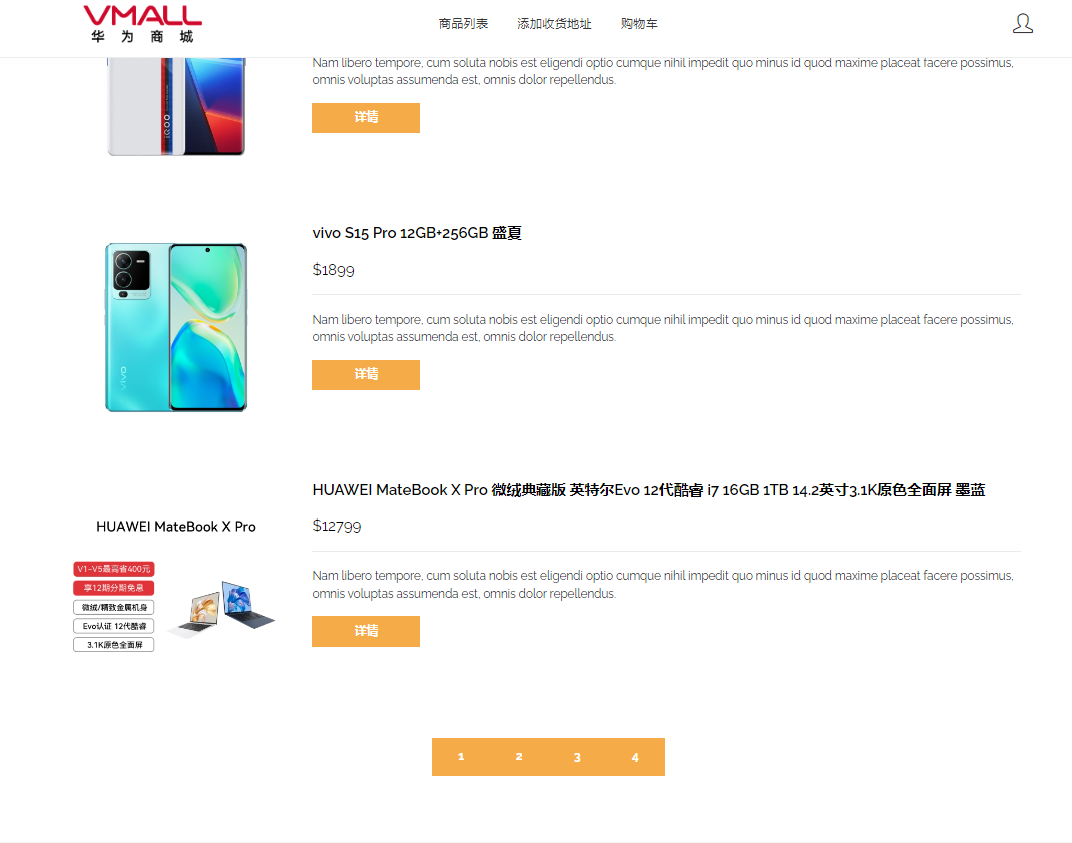 VMALL
华为商城
商品列表 添加收货地址 购物车
Nam libero tempore, cum soluta nobis est eligendi optio cumque nihil impedit quo minus id quod maxime placeat facere possimus,
omnis voluptas assumenda est, omnis dolor repellendus.
iQOO
详情
vivo S15 Pro 12GB+256GB 盛夏
$1899
Nam libero tempore, cum soluta nobis est eligendi optio cumque nihil impedit quo minus id quod maxime placeat facere possimus,
omnis voluptas assumenda est, omnis dolor repellendus.
vivo
详情
HUAWEI MateBook X Pro 微绒典藏版 英特尔Evo 12代酷睿 i7 16GB 1TB 14.2英寸3.1K原色全面屏 墨蓝
$12799
HUAWEI MateBook X Pro
V1-V5最高省400元
享12期分期免息
微绒/精致金属机身
Evo认证 12代酷睿
3.1K原色全面屏
Nam libero tempore, cum soluta nobis est eligendi optio cumque nihil impedit quo minus id quod maxime placeat facere possimus,
omnis voluptas assumenda est, omnis dolor repellendus.
详情
1 2 3 4